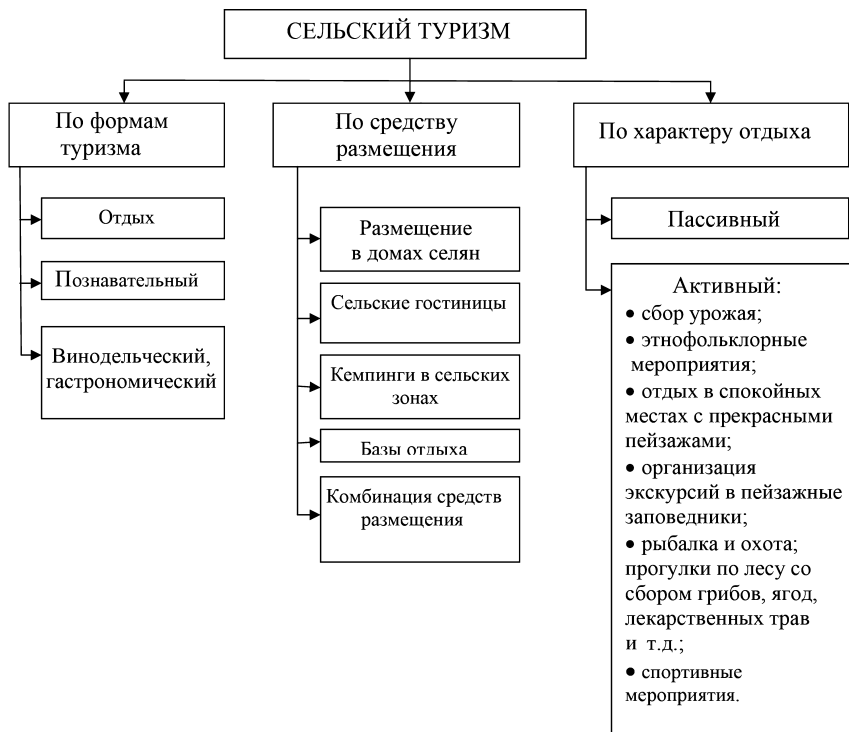 СЕЛЬСКИЙ ТУРИЗМ
По формам
туризма
Отдых
Познавательный
Винодельческий,
гастрономический
По средству
размещения
Размещение
в домах селян
Сельские гостиницы
Кемпинги в сельских
зонах
Базы отдыха
Комбинация средств
размещения
По характеру отдыха
Пассивный
Активный:
• сбор урожая;
• этнофольклорные
мероприятия;
• отдых в спокойных
местах с прекрасными
пейзажами;
• организация
экскурсий в пейзажные
заповедники;
• рыбалка и охота;
прогулки по лесу со
сбором грибов, ягод,
лекарственных трав
и т.д.;
• спортивные
мероприятия.